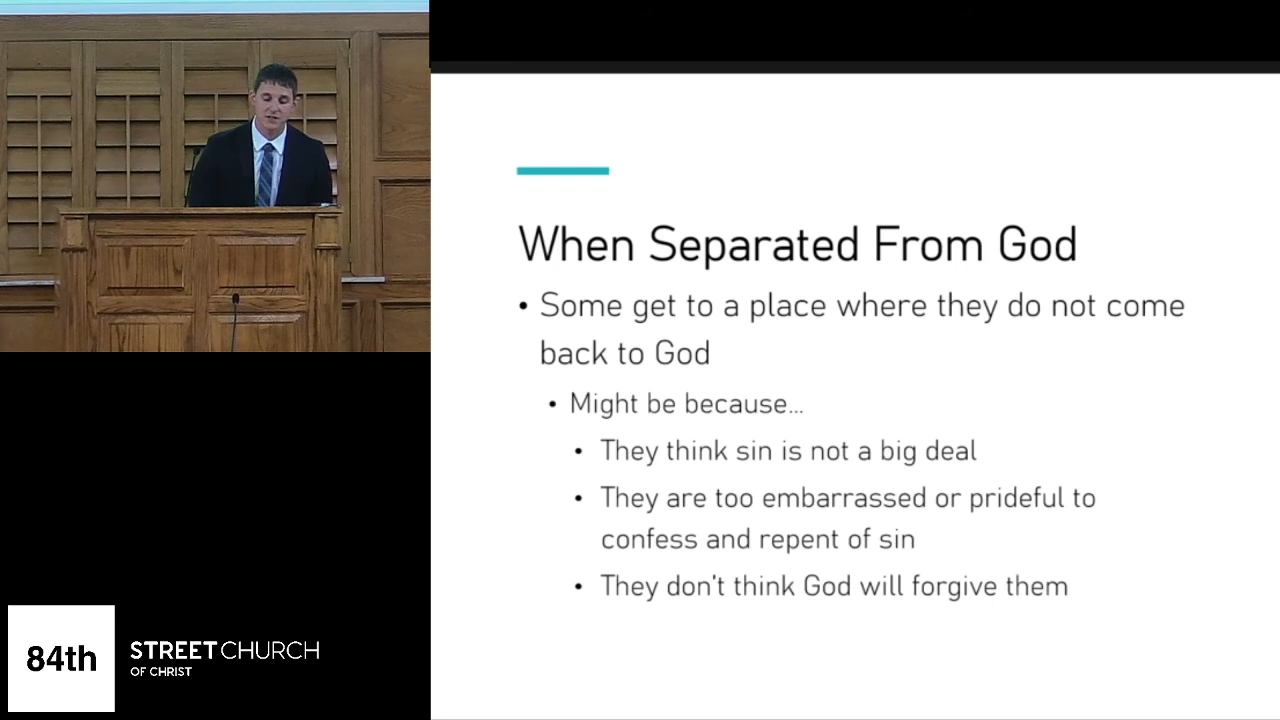 When Separated From God
• Some get to a place where they do not come
back to God
• Might be because...
• They think sin is not a big deal
• They are too embarrassed or prideful to
confess and repent of sin
• They don't think God will forgive them
84th
STREET CHURCH
OF CHRIST